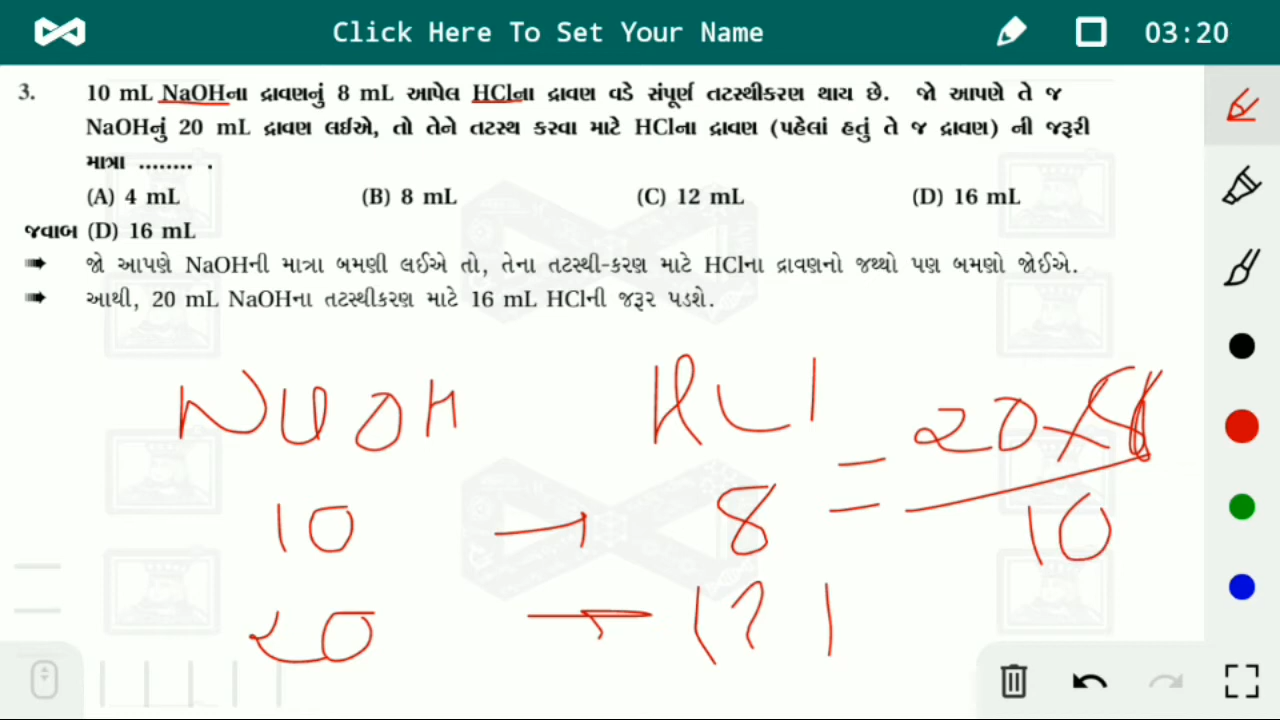 Click Here To Set Your Name
03:20
3. 10 mL NaOHના દ્રાવણનું 8 mL આપેલ HClના દ્રાવણ વડે સંપૂર્ણ તટસ્થીકરણ થાય છે. જો આપણે તે જ
NaOHનું 20 mL દ્રાવણ લઈએ, તો તેને તટસ્થ કરવા માટે HClના દ્રાવણ (પહેલાં હતું તે જ દ્રાવણ) ની જરૂરી
માત્રા ........ .
(A) 4 mL (B) 8 mL (C) 12 mL (D) 16 mL
જવાબ (D) 16 mL
➠ જો આપણે NaOHની માત્રા બમણી લઈએ તો, તેના તટસ્થી-કરણ માટે HClના દ્રાવણનો જથ્થો પણ બમણો જોઈએ.
➠ આથી, 20 mL NaOHના તટસ્થીકરણ માટે 16 mL HClની જરૂર પડશે.
NaOH HCl
10 → 8
20 → (?)
= 20 × 8
10